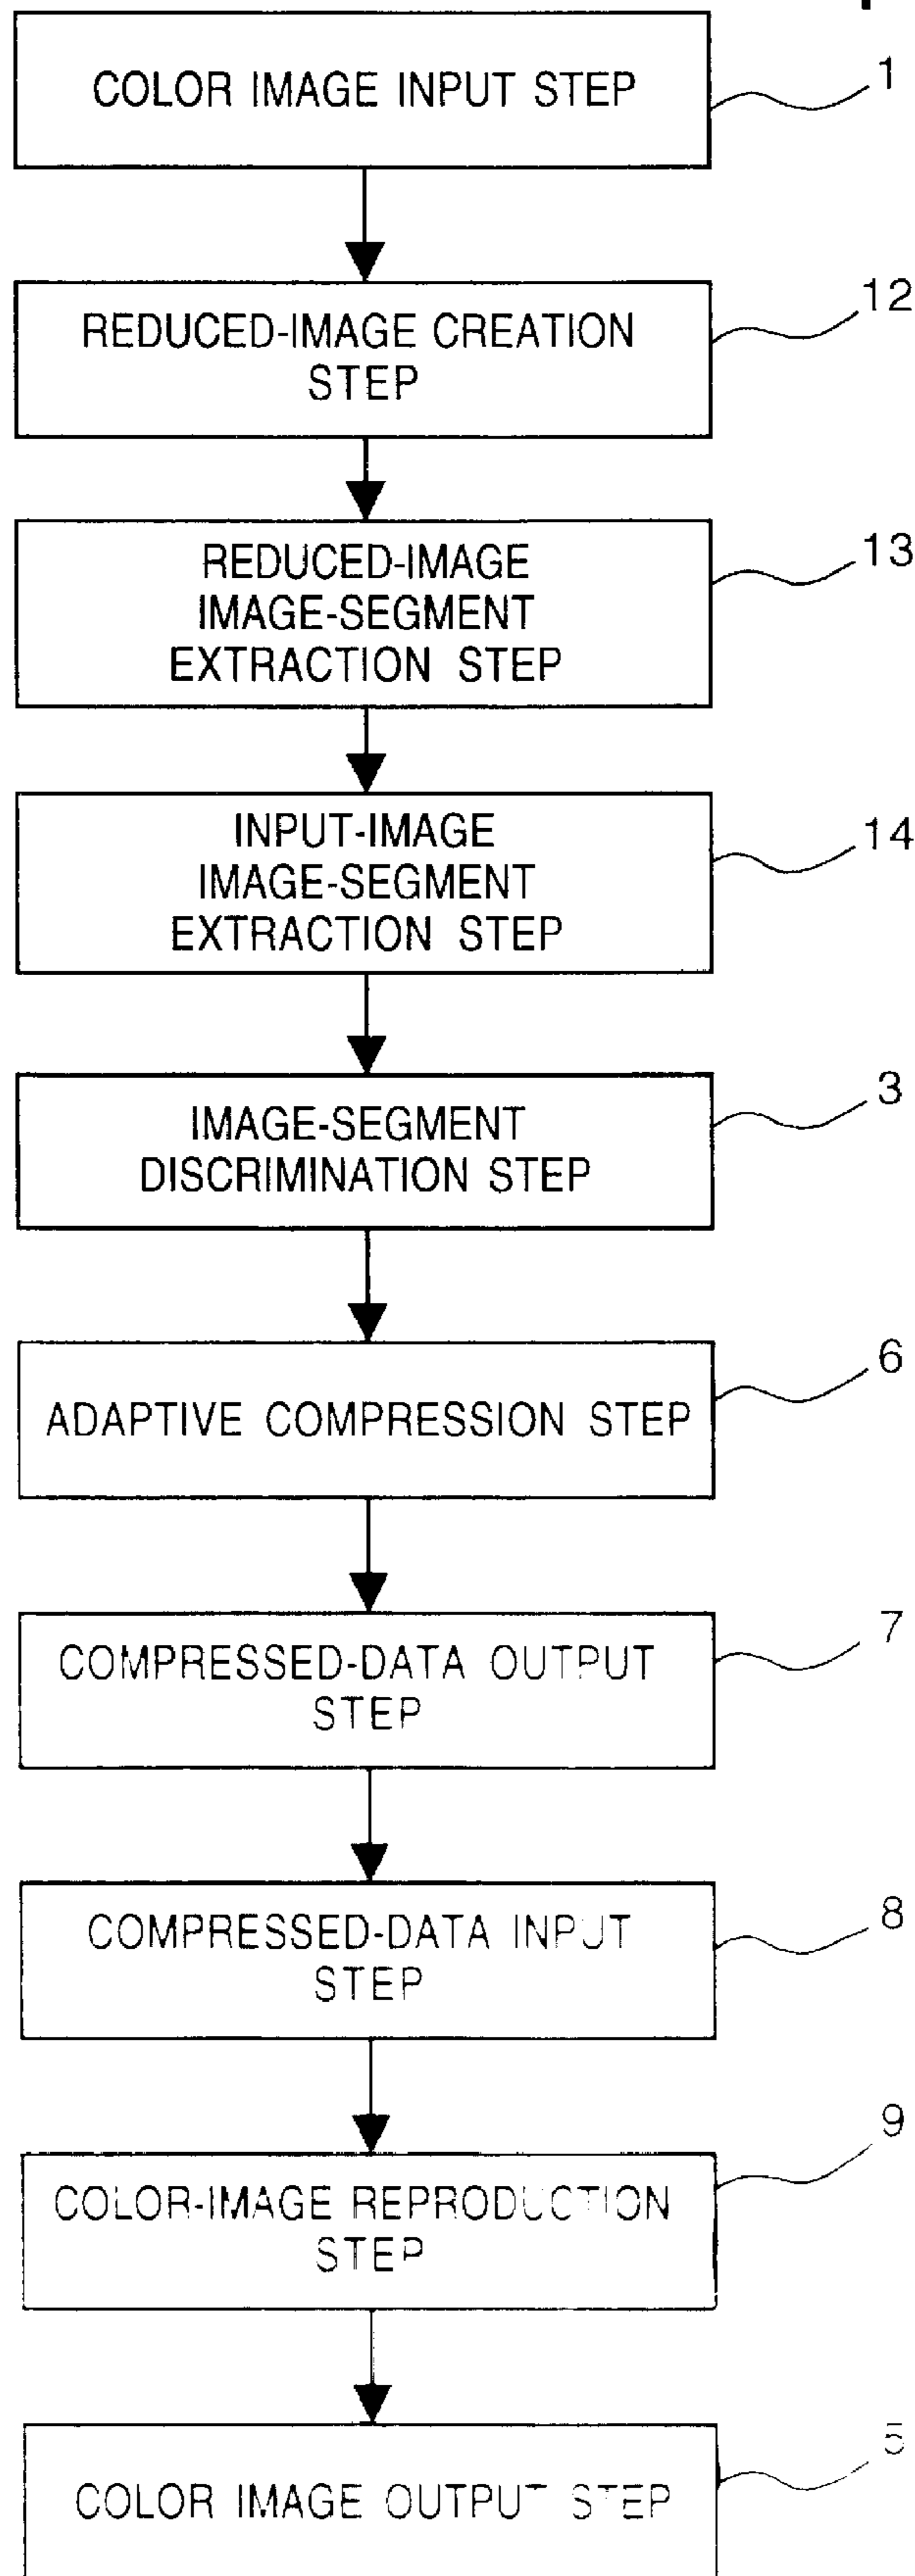 COLOR IMAGE INPUT STEP
1
REDUCED-IMAGE CREATION
STEP
12
REDUCED-IMAGE
IMAGE-SEGMENT
EXTRACTION STEP
13
INPUT-IMAGE
IMAGE-SEGMENT
EXTRACTION STEP
14
IMAGE-SEGMENT
DISCRIMINATION STEP
3
ADAPTIVE COMPRESSION STEP
6
COMPRESSED-DATA OUTPUT
STEP
7
COMPRESSED-DATA INPUT
STEP
8
COLOR-IMAGE REPRODUCTION
STEP
9
COLOR IMAGE OUTPUT STEP
5